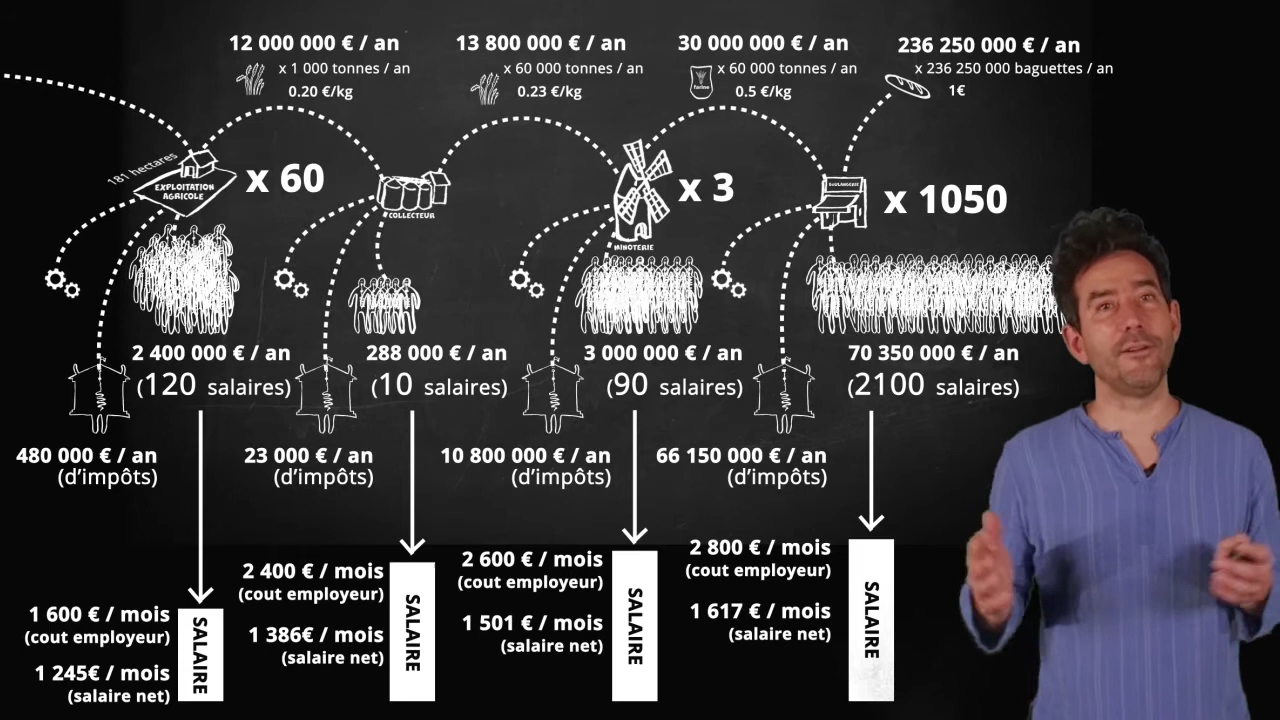 12 000 000 € / an
x 1 000 tonnes / an
0.20 €/kg
13 800 000 € / an
x 60 000 tonnes / an
0.23 €/kg
30 000 000 € / an
farine
x 60 000 tonnes / an
0.5 €/kg
236 250 000 € / an
x 236 250 000 baguettes / an
1€
181 hectares
EXPLOITATION
AGRICOLE
x 60
COLLECTEUR
MINOTERIE
x 3
BOULANGERIE
x 1050
2 400 000 € / an
(120 salaires)
288 000 € / an
(10 salaires)
3 000 000 € / an
(90 salaires)
70 350 000 € / an
(2100 salaires)
480 000 € / an
(d’impôts)
23 000 € / an
(d’impôts)
10 800 000 € / an
(d’impôts)
66 150 000 € / an
(d’impôts)
1 600 € / mois
(cout employeur)
1 245€ / mois
(salaire net)
SALAIRE
2 400 € / mois
(cout employeur)
1 386€ / mois
(salaire net)
SALAIRE
2 600 € / mois
(cout employeur)
1 501 € / mois
(salaire net)
SALAIRE
2 800 € / mois
(cout employeur)
1 617 € / mois
(salaire net)
SALAIRE